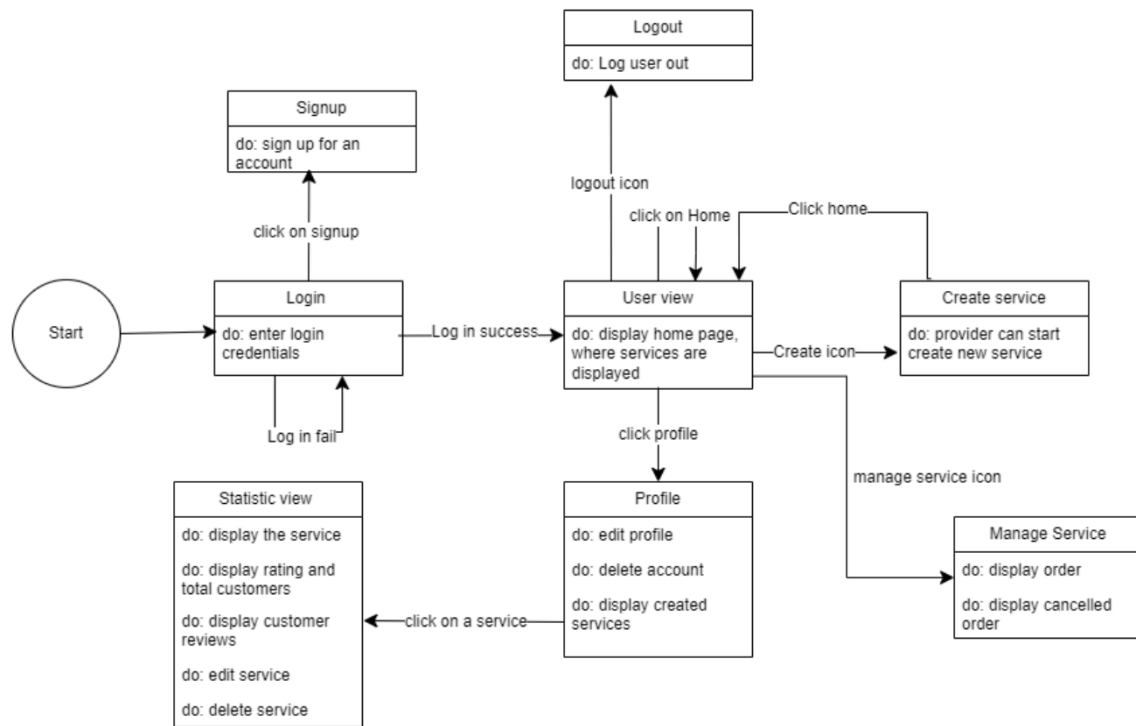 Logout
do: Log user out
Signup
do: sign up for an
account
logout icon
click on Home
Click home
click on signup
Start
Login
do: enter login
credentials
Log in success
User view
do: display home page,
where services are
displayed
Create icon
Create service
do: provider can start
create new service
Log in fail
click profile
manage service icon
Statistic view
do: display the service
do: display rating and
total customers
do: display customer
reviews
do: edit service
do: delete service
click on a service
Profile
do: edit profile
do: delete account
do: display created
services
Manage Service
do: display order
do: display cancelled
order